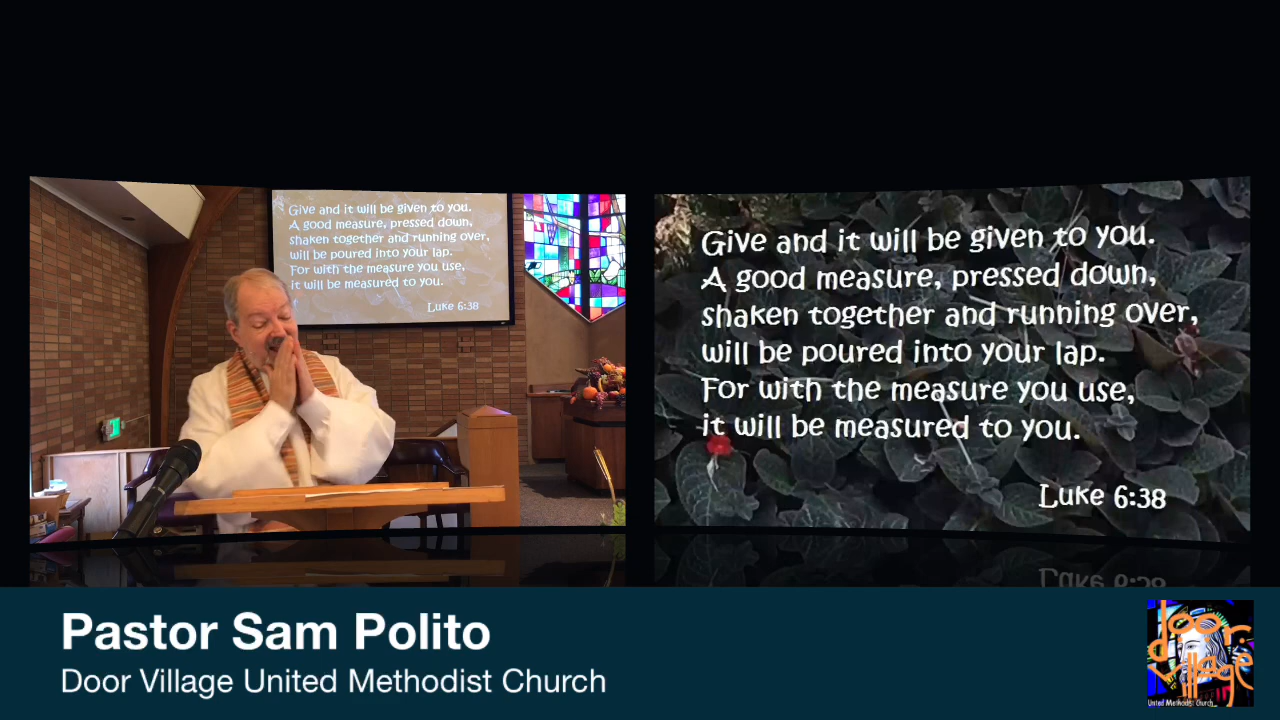 Give and it will be given to you.
A good measure, pressed down,
shaken together and running over,
will be poured into your lap.
For with the measure you use,
it will be measured to you.
Luke 6:38
Give and it will be given to you.
A good measure, pressed down,
shaken together and running over,
will be poured into your lap.
For with the measure you use,
it will be measured to you.
Luke 6:38
Pastor Sam Polito
Door Village United Methodist Church
door
village
United Methodist Church